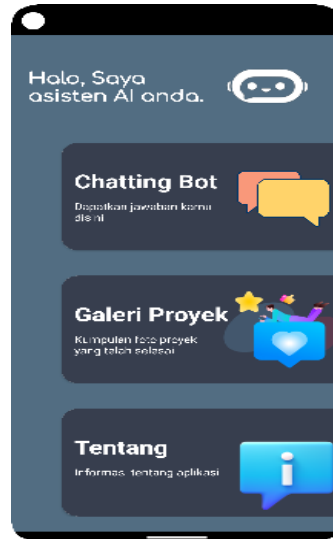 Halo, Saya
asisten AI anda.
Chatting Bot
Dapatkan jawaban kamu
disini
Galeri Proyek
Kumpulan foto proyek
yang telah selesai
Tentang
Informasi tentang aplikasi
i